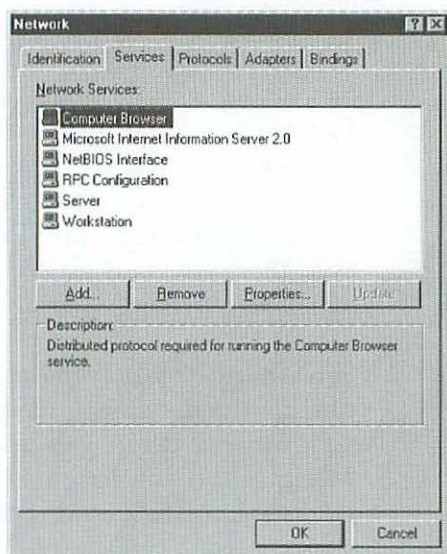 Network
Identification Services Protocols Adapters Bindings
Network Services:
Computer Browser
Microsoft Internet Information Server 2.0
NetBIOS Interface
RPC Configuration
Server
Workstation
Add... Remove Properties... Update
Description:
Distributed protocol required for running the Computer Browser
service.
OK Cancel